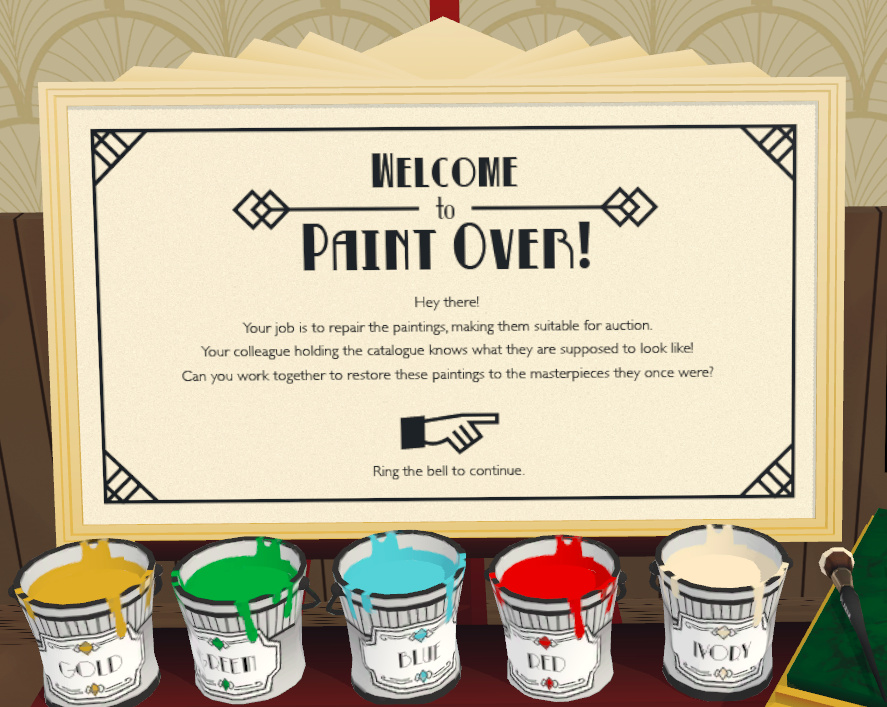 WELCOME
to
PAINT OVER!
Hey there!
Your job is to repair the paintings, making them suitable for auction.
Your colleague holding the catalogue knows what they are supposed to look like!
Can you work together to restore these paintings to the masterpieces they once were?
Ring the bell to continue.
GOLD
GREEN
BLUE
RED
IVORY